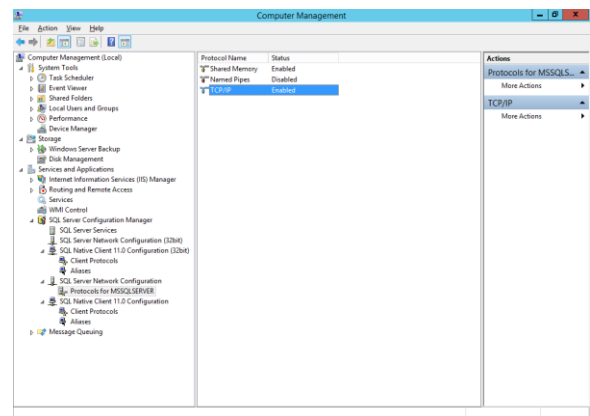 Computer Management
File Action View Help
Computer Management (Local)
System Tools
Task Scheduler
Event Viewer
Shared Folders
Local Users and Groups
Performance
Device Manager
Storage
Windows Server Backup
Disk Management
Services and Applications
Internet Information Services (IIS) Manager
Routing and Remote Access
Services
WMI Control
SQL Server Configuration Manager
SQL Server Services
SQL Server Network Configuration (32bit)
SQL Native Client 11.0 Configuration (32bit)
Client Protocols
Aliases
SQL Server Network Configuration
Protocols for MSSQLSERVER
SQL Native Client 11.0 Configuration
Client Protocols
Aliases
Message Queuing
Protocol Name Status
Shared Memory Enabled
Named Pipes Disabled
TCP/IP Enabled
Actions
Protocols for MSSQLS...
More Actions
TCP/IP
More Actions